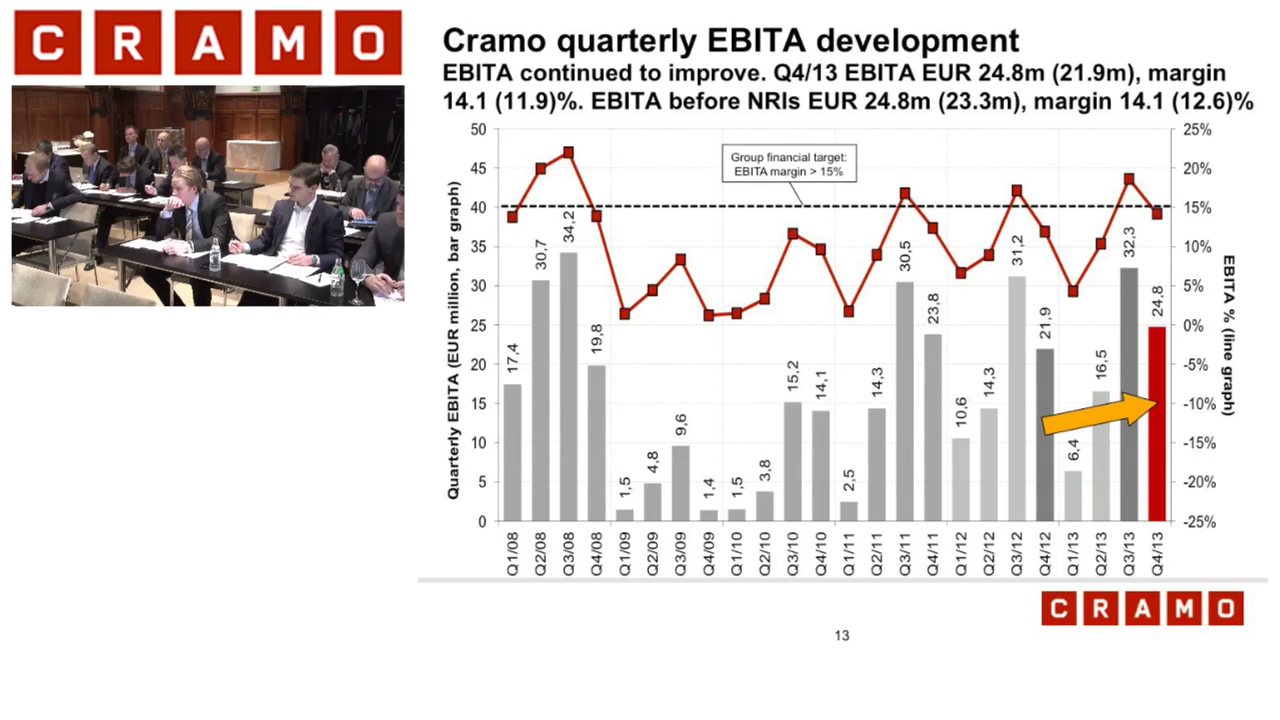 CRAMO
Cramo quarterly EBITA development
EBITA continued to improve. Q4/13 EBITA EUR 24.8m (21.9m), margin
14.1 (11.9)%. EBITA before NRIs EUR 24.8m (23.3m), margin 14.1 (12.6)%
Quarterly EBITA (EUR million, bar graph)
50
45
40
35
30
25
20
15
10
5
0
Group financial target:
EBITA margin > 15%
17,4
30,7
34,2
19,8
1,5
4,8
9,6
1,4
1,5
3,8
15,2
14,1
2,5
14,3
30,5
23,8
10,6
14,3
31,2
21,9
6,4
16,5
32,3
24,8
25%
20%
15%
10%
5%
0%
-5%
-10%
-15%
-20%
-25%
EBITA % (line graph)
Q1/08
Q2/08
Q3/08
Q4/08
Q1/09
Q2/09
Q3/09
Q4/09
Q1/10
Q2/10
Q3/10
Q4/10
Q1/11
Q2/11
Q3/11
Q4/11
Q1/12
Q2/12
Q3/12
Q4/12
Q1/13
Q2/13
Q3/13
Q4/13
CRAMO
13